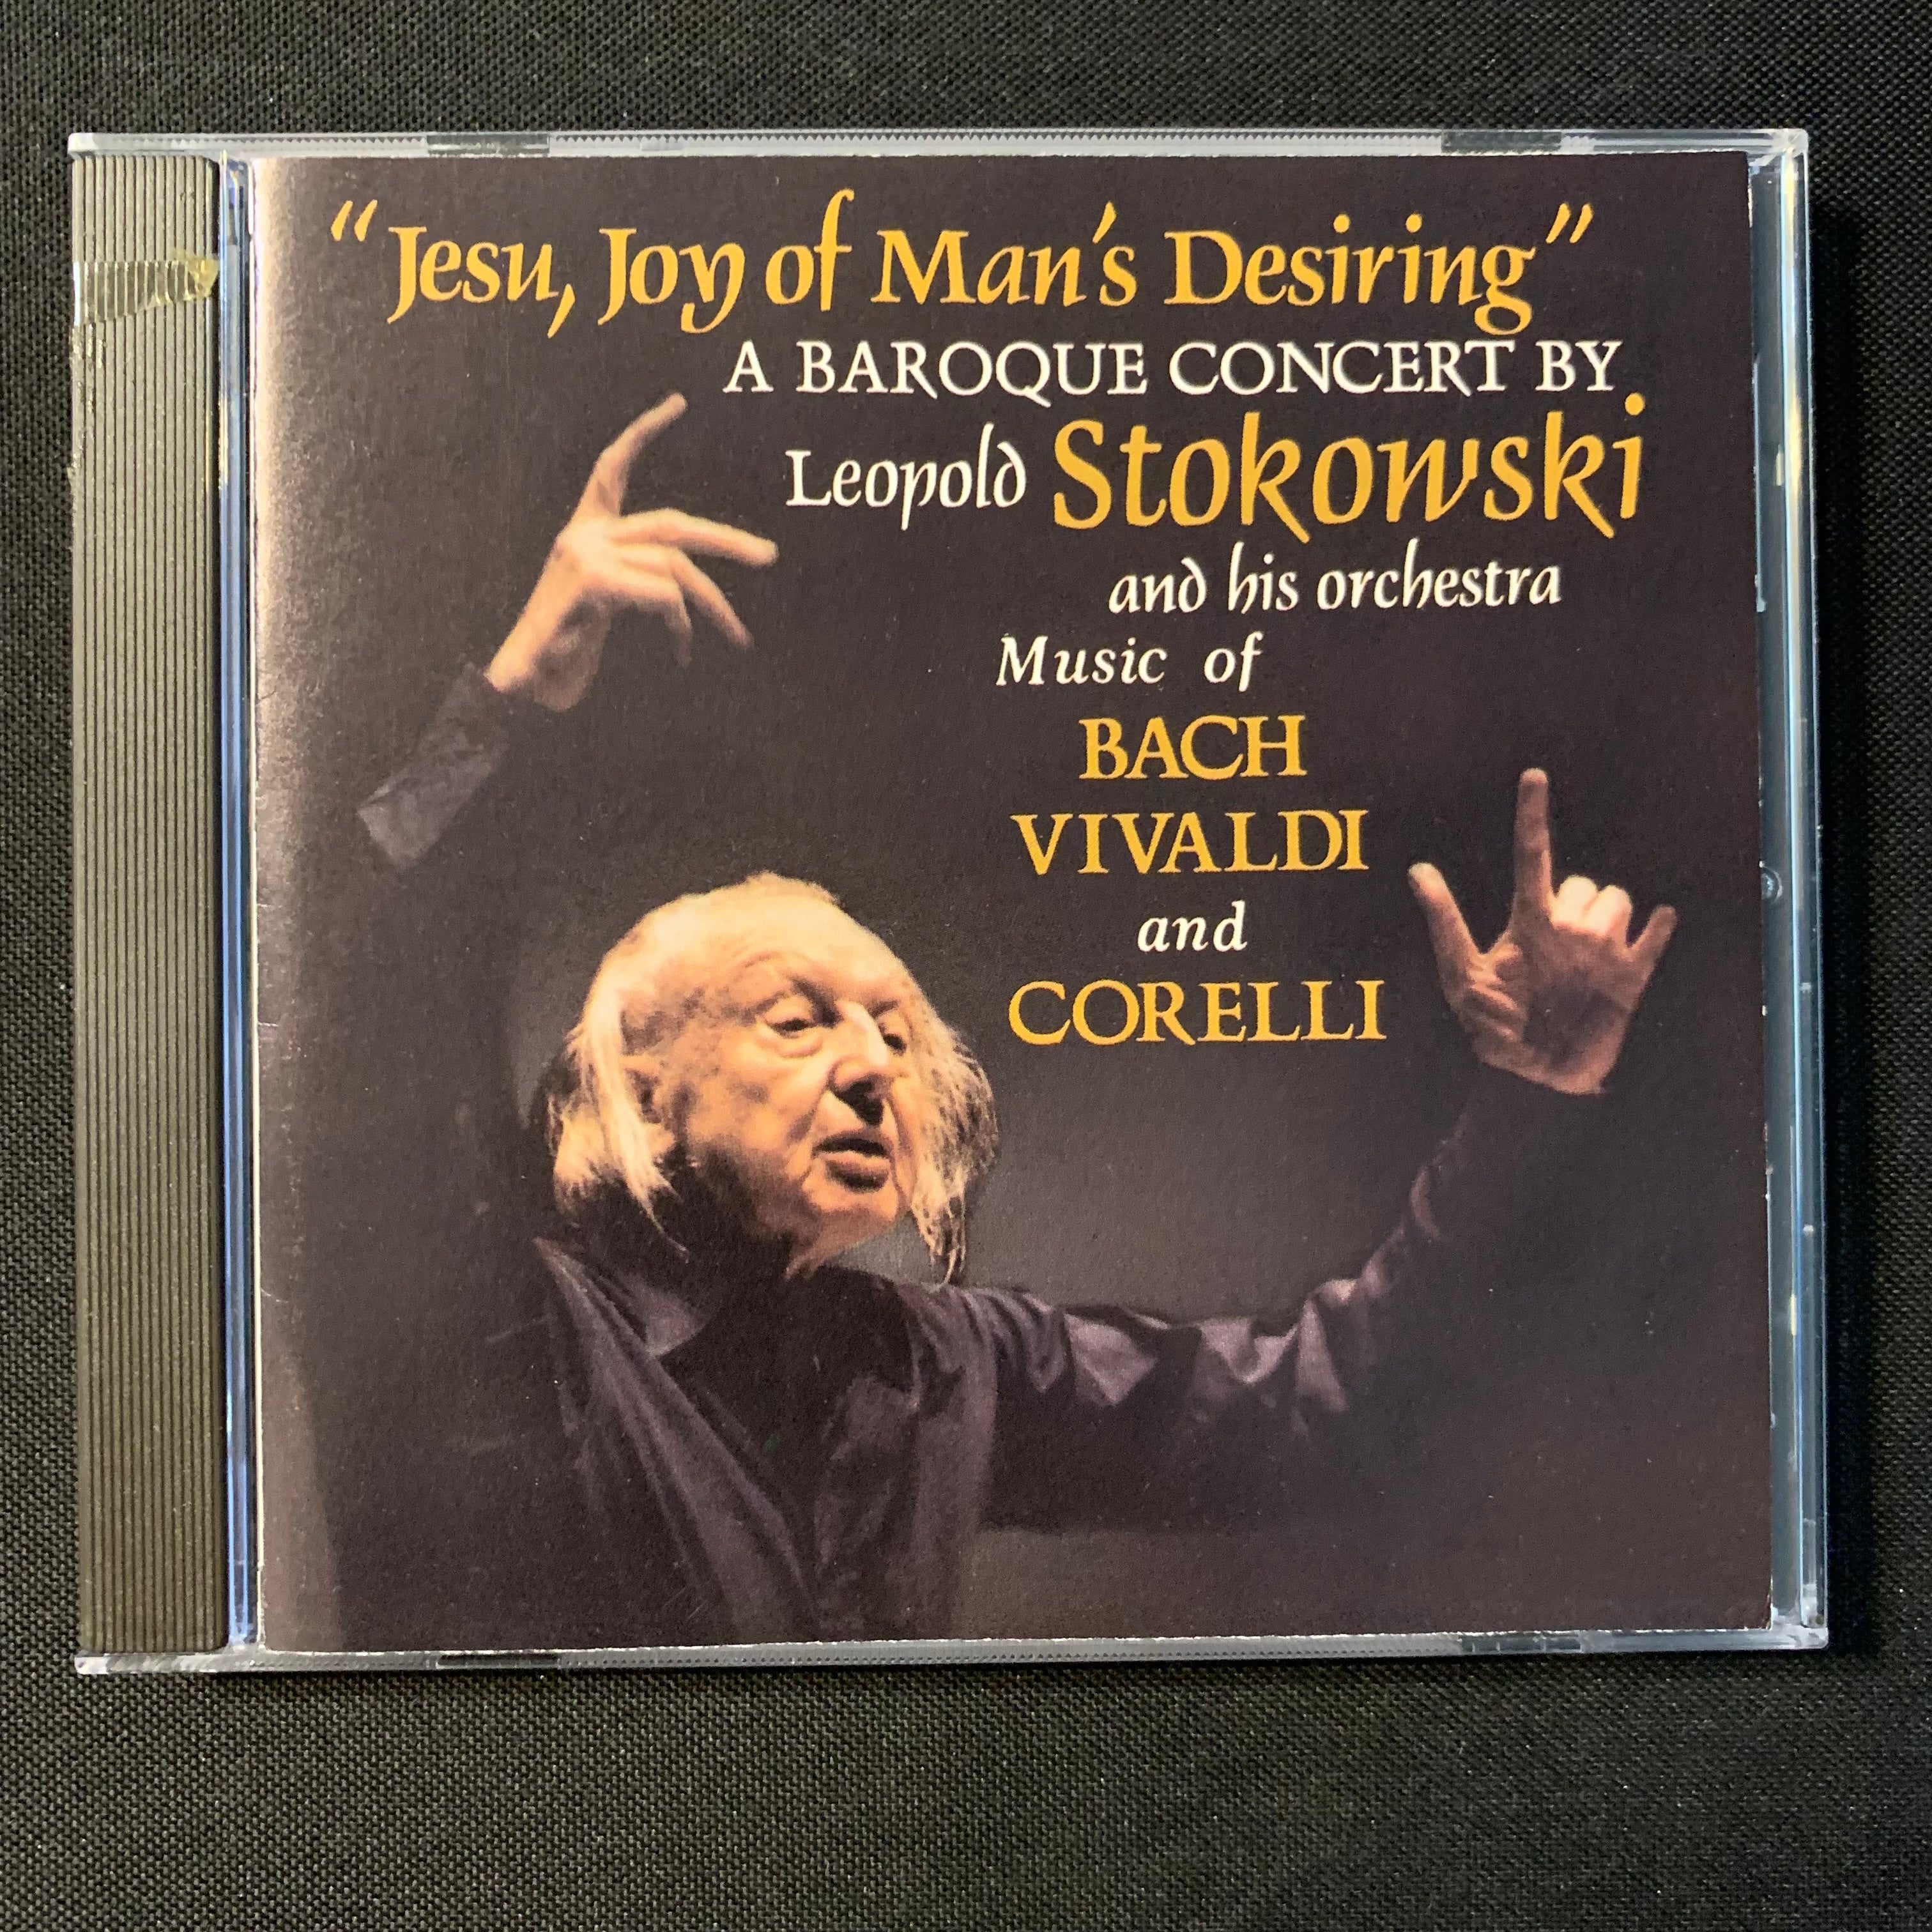 “Jesu, Joy of Man's Desiring”
A BAROQUE CONCERT BY
Leopold Stokowski
and his orchestra
Music of
BACH
VIVALDI
and
CORELLI